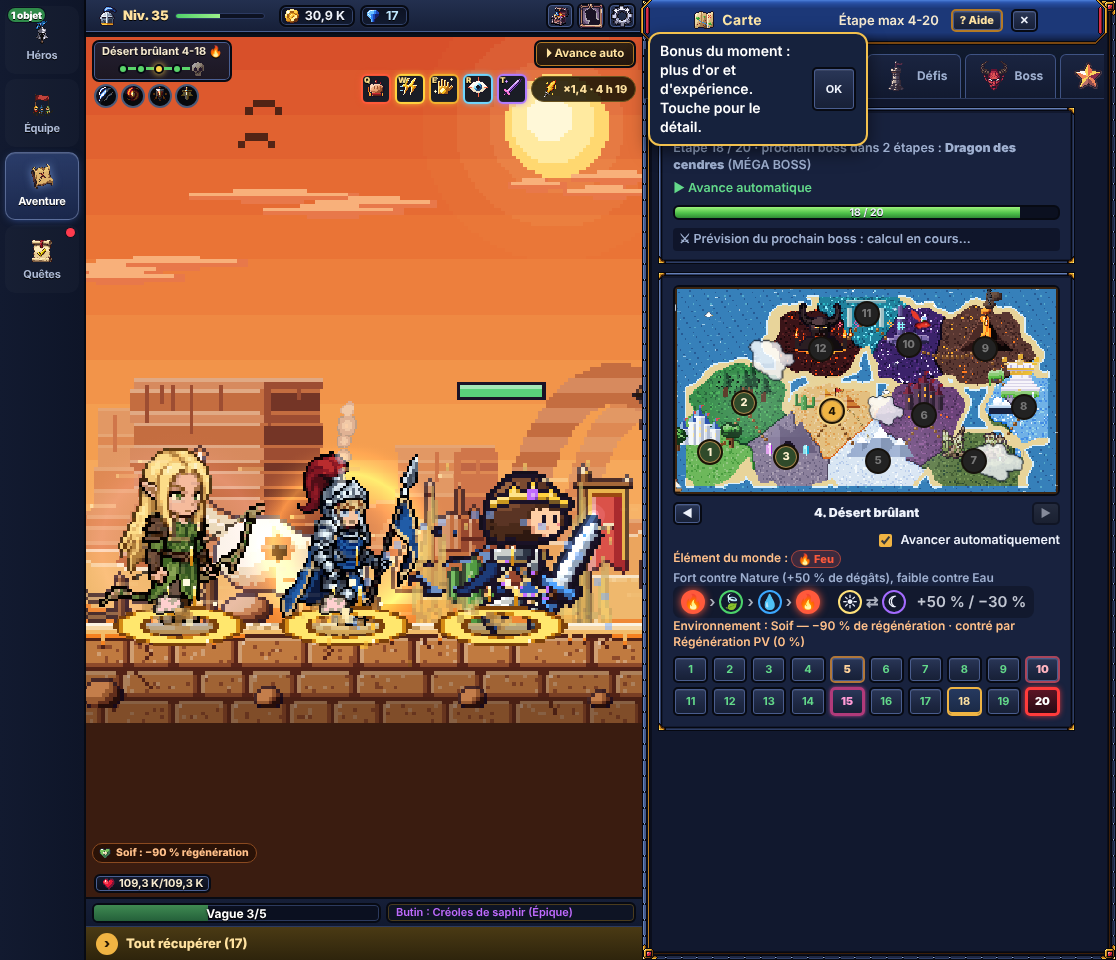 1 objet
Héros
Équipe
Aventure
Quêtes
Niv. 35
30,9 K
17
Désert brûlant 4-18
Avance auto
Q
W
E
R
T
×1,4 · 4 h 19
Soif : −90 % régénération
109,3 K/109,3 K
Vague 3/5
Butin : Créoles de saphir (Épique)
Tout récupérer (17)
Carte
Étape max 4-20
? Aide
×
Bonus du moment :
plus d'or et
d'expérience.
Touche pour le
détail.
OK
Défis
Boss
Étape 18 / 20 · prochain boss dans 2 étapes : Dragon des
cendres (MÉGA BOSS)
Avance automatique
18 / 20
Prévision du prochain boss : calcul en cours…
11
12
10
9
2
4
8
6
1
3
5
7
4. Désert brûlant
Avancer automatiquement
Élément du monde : Feu
Fort contre Nature (+50 % de dégâts), faible contre Eau
+50 % / −30 %
Environnement : Soif — −90 % de régénération · contré par
Régénération PV (0 %)
1 2 3 4 5 6 7 8 9 10
11 12 13 14 15 16 17 18 19 20